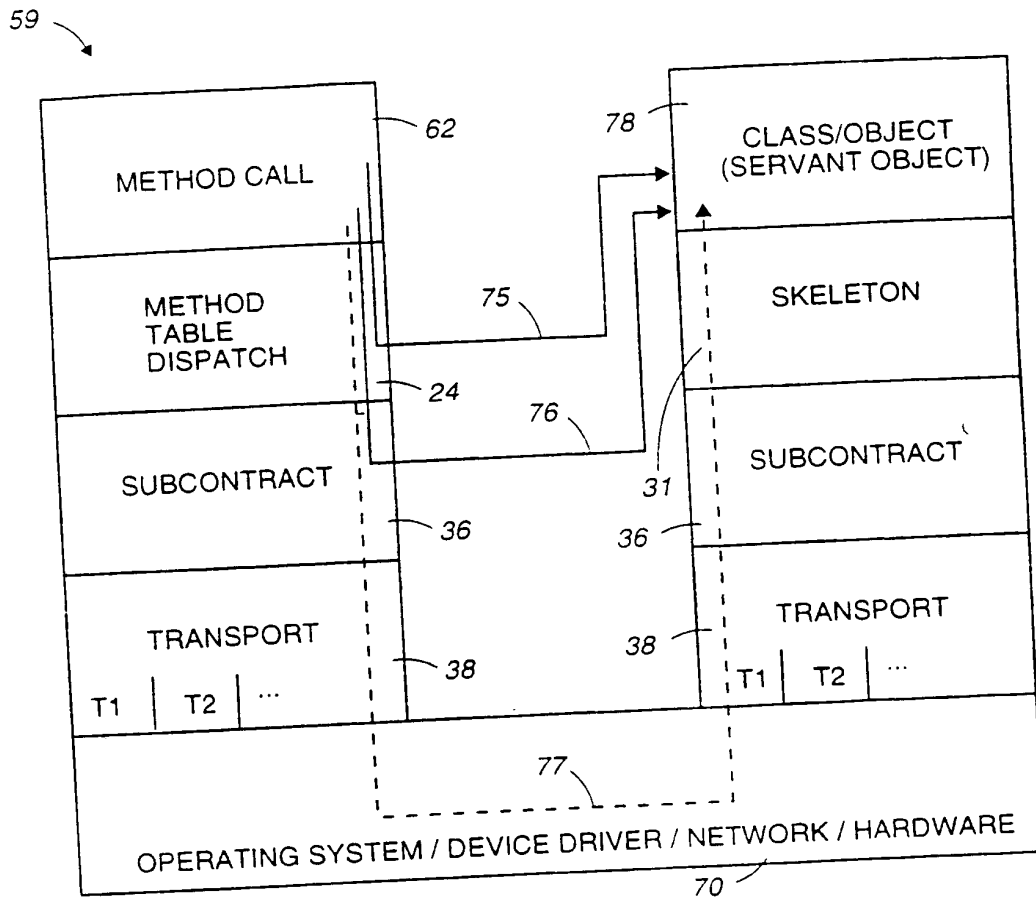 59
62
METHOD CALL
78
CLASS/OBJECT
(SERVANT OBJECT)
METHOD
TABLE
DISPATCH
75
24
SKELETON
76
31
SUBCONTRACT
36
SUBCONTRACT
36
TRANSPORT
38
T1
T2
...
TRANSPORT
38
T1
T2
...
77
OPERATING SYSTEM / DEVICE DRIVER / NETWORK / HARDWARE
70